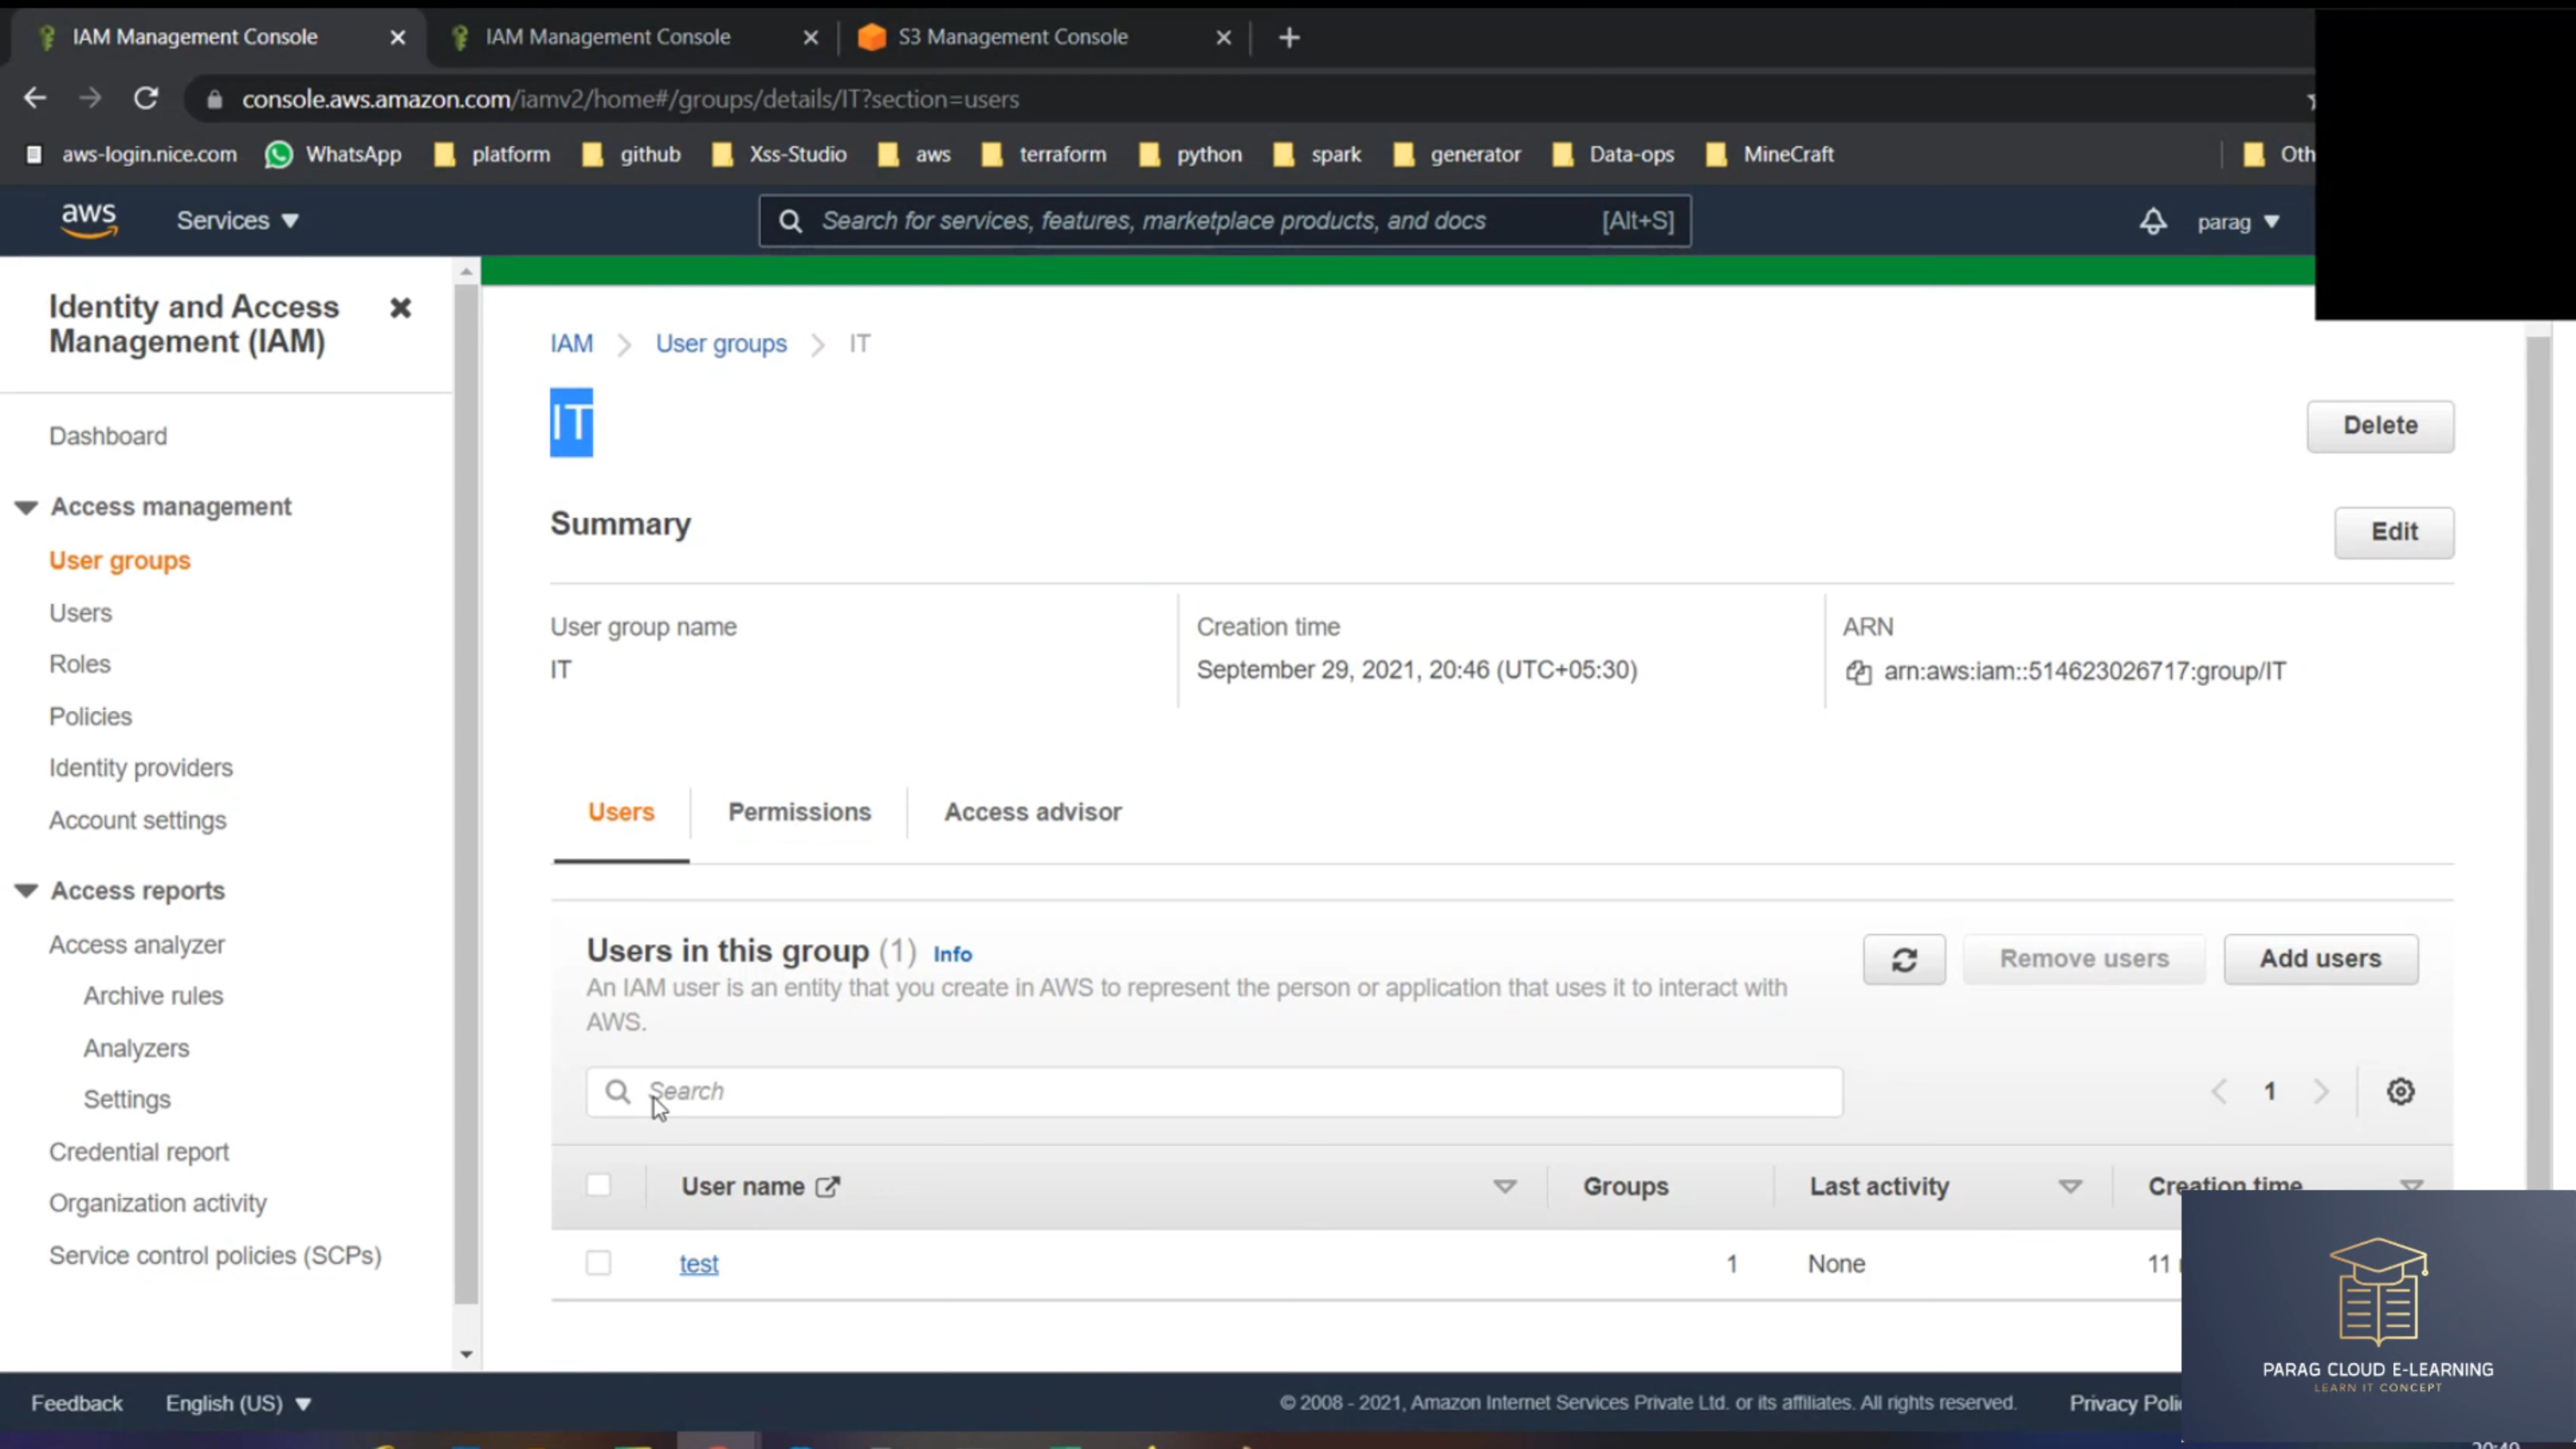 IAM Management Console
IAM Management Console
S3 Management Console
console.aws.amazon.com/iamv2/home#/groups/details/IT?section=users
aws-login.nice.com WhatsApp platform github Xss-Studio aws terraform python spark generator Data-ops MineCraft
aws Services Search for services, features, marketplace products, and docs [Alt+S] parag
Identity and Access
Management (IAM)
Dashboard
Access management
User groups
Users
Roles
Policies
Identity providers
Account settings
Access reports
Access analyzer
Archive rules
Analyzers
Settings
Credential report
Organization activity
Service control policies (SCPs)
IAM User groups IT
IT
Delete
Summary
Edit
User group name
IT
Creation time
September 29, 2021, 20:46 (UTC+05:30)
ARN
arn:aws:iam::514623026717:group/IT
Users Permissions Access advisor
Users in this group (1) Info
Remove users Add users
An IAM user is an entity that you create in AWS to represent the person or application that uses it to interact with
AWS.
Search
1
User name Groups Last activity Creation time
test 1 None 11
PARAG CLOUD E-LEARNING
LEARN IT CONCEPT
Feedback English (US) © 2008 - 2021, Amazon Internet Services Private Ltd. or its affiliates. All rights reserved. Privacy